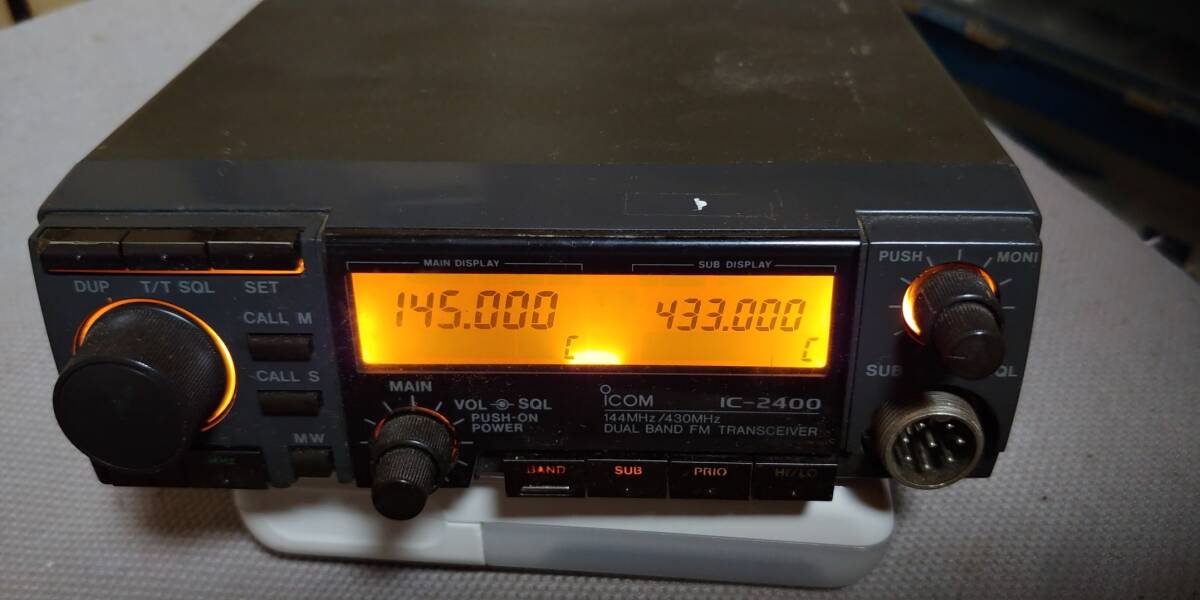 MAIN DISPLAY
SUB DISPLAY
145.000
433.000
C
C
DUP T/T SQL SET
CALL M
CALL S
MW
PUSH MONI
SUB
MAIN
VOL SQL
PUSH-ON
POWER
ICOM IC-2400
144MHz/430MHz
DUAL BAND FM TRANSCEIVER
BAND SUB PRIO HI/LO